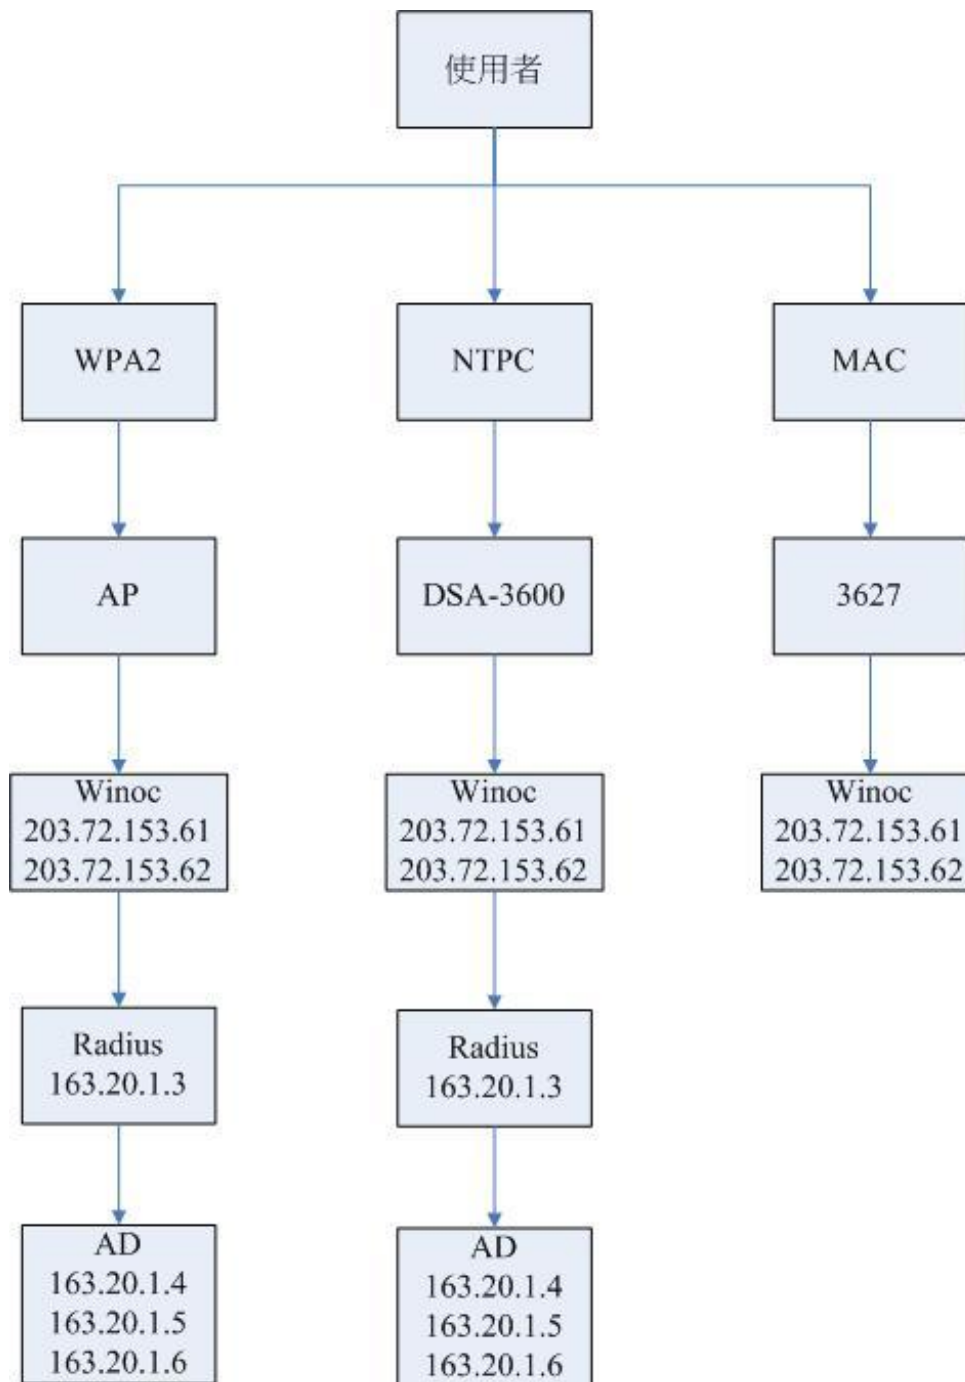 使用者
WPA2
NTPC
MAC
AP
DSA-3600
3627
Winoc
203.72.153.61
203.72.153.62
Winoc
203.72.153.61
203.72.153.62
Winoc
203.72.153.61
203.72.153.62
Radius
163.20.1.3
Radius
163.20.1.3
AD
163.20.1.4
163.20.1.5
163.20.1.6
AD
163.20.1.4
163.20.1.5
163.20.1.6